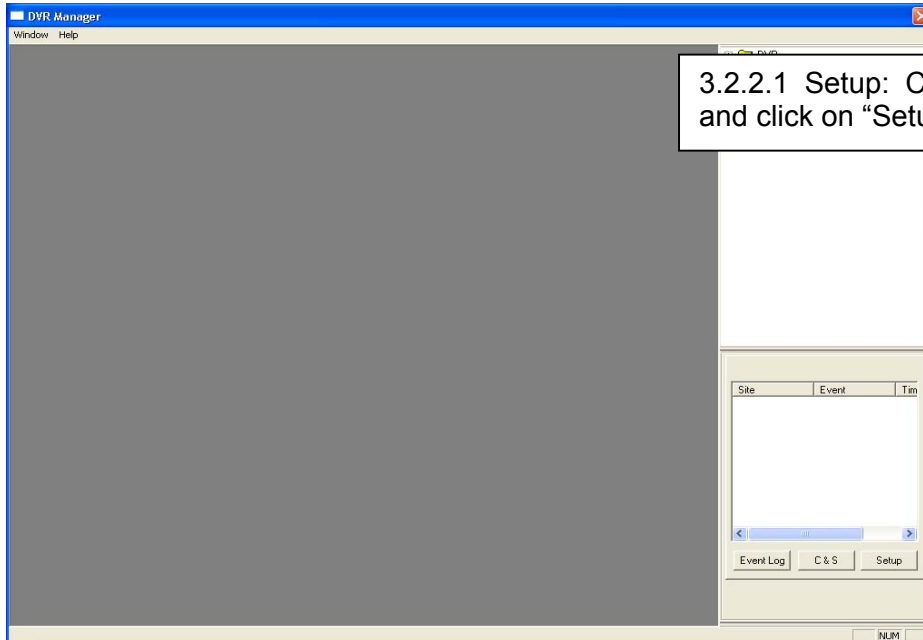 DVR Manager
Window Help
DVR
3.2.2.1 Setup: C
and click on “Setu
Site Event Tim
Event Log C & S Setup
NUM